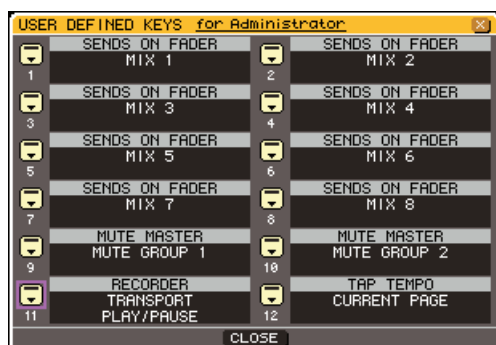 USER DEFINED KEYS for Administrator
SENDS ON FADER
MIX 1
1
SENDS ON FADER
MIX 2
2
SENDS ON FADER
MIX 3
3
SENDS ON FADER
MIX 4
4
SENDS ON FADER
MIX 5
5
SENDS ON FADER
MIX 6
6
SENDS ON FADER
MIX 7
7
SENDS ON FADER
MIX 8
8
MUTE MASTER
MUTE GROUP 1
9
MUTE MASTER
MUTE GROUP 2
10
RECORDER
TRANSPORT
PLAY/PAUSE
11
TAP TEMPO
CURRENT PAGE
12
CLOSE